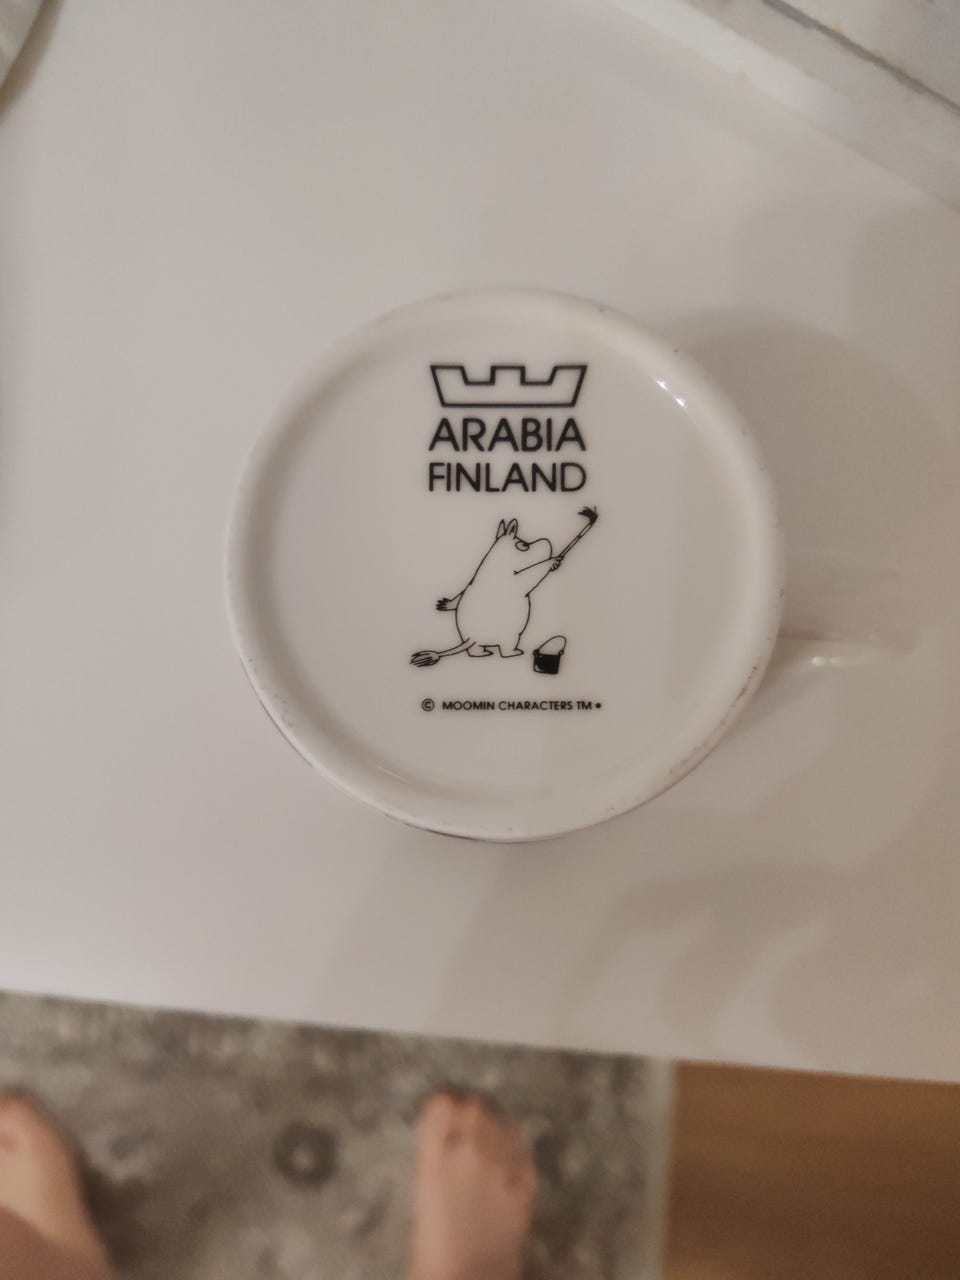 ARABIA
FINLAND
© MOOMIN CHARACTERS TM •